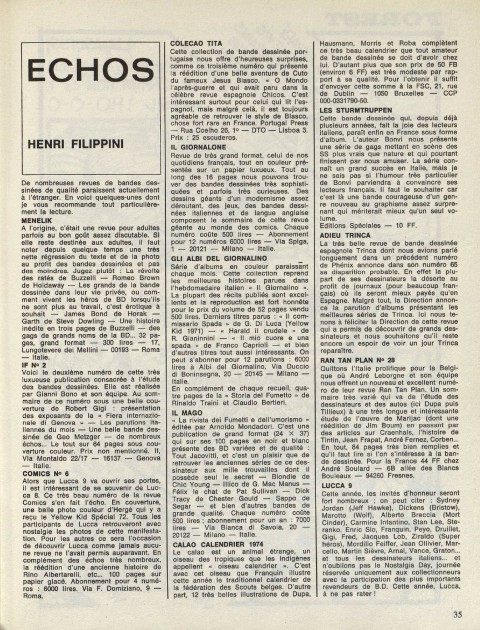 ECHOS
HENRI FILIPPINI
De nombreuses revues de bandes des-
sinées de qualité paraissent actuellement
à l'étranger. En voici quelques-unes dont
je vous recommande tout particulière-
ment la lecture.
MENELIK
A l'origine, c'était une revue pour adultes
parfois au bon goût assez discutable. Si
elle reste destinée aux adultes, il faut
noter depuis quelque temps une très
nette régression du texte et de la photo
au profit des bandes dessinées et pas
des moindres. Jugez plutôt : La révolte
des ratés de Buzzelli — Romeo Brown
de Holdaway — Les grands de la bande
dessinée dans leur vie privée, ou com-
ment vivent les héros de BD lorsqu'ils
ne sont plus au travail, c'est érotique à
souhait — James Bond de Horak —
Garth de Steve Dowling — Une histoire
inédite en trois pages de Buzzelli — des
gags de grands noms de la BD... 32 pa-
ges, grand format — 300 lires — 17,
Lungotevere dei Mellini — 00193 — Roma
— Italie.
IF N° 2
Voici le deuxième numéro de cette très
luxueuse publication consacrée à l'étude
des bandes dessinées. Elle est réalisée
par Gianni Bono et son équipe. Au som-
maire de ce numéro sous une belle cou-
verture de Robert Gigi : présentation
des exposants de la « Fiera internazio-
nale di Genova » — Les parutions ita-
liennes du mois — Une belle bande des-
sinée de Geo Metzger — de nombreux
échos... Le tout sur 64 pages sous cou-
verture couleur. Prix non mentionné. If,
Via Montaldo 22/17 — 16137 — Genova
— Italie.
COMICS N° 6
Alors que Lucca 9 va ouvrir ses portes,
il est intéressant de se souvenir de Luc-
ca 8. Ce très beau numéro de la revue
Comics s'en fait l'écho. En couverture,
une belle photo couleur d'Hergé qui y a
reçu le Yellow Kid Spécial 72. Tous les
participants de Lucca retrouveront avec
nostalgie les photos de cette manifesta-
tion. Pour les autres ce sera l'occasion
de découvrir Lucca comme jamais aucu-
ne revue ne l'avait permis auparavant. En
complément des échos très nombreux,
la réédition d'une ancienne histoire de
Rino Albertarelli, etc... 100 pages sur
papier glacé. Abonnement pour 4 numé-
ros : 6000 lires. Via F. Domiziano, 9 —
Roma.
COLECAO TITA
Cette collection de bande dessinée por-
tugaise nous offre d'heureuses surprises,
comme ce troisième numéro qui présente
la réédition d'une belle aventure de Cuto
du fameux Jesus Blasco. « O Mondo
l'après-guerre et qui avait paru dans la
célèbre revue espagnole Chicos. C'est
intéressant surtout pour celui qui lit l'es-
pagnol, mais malgré celà, il est toujours
agréable de retrouver le style de Blasco,
chose fort rare en France. Portugal Press
— Rua Coelho 26, 1° — DTO — Lisboa 3.
Prix : 25 escuderos.
IL GIORNALONE
Revue de très grand format, celui de nos
quotidiens français, tout en couleur pré-
sentée sur un papier luxueux. Tout au
long des 16 pages nous pouvons trou-
ver des bandes dessinées très sophisti-
quées et parfois très curieuses. Des
dessins géants d'un modernisme assez
déroutant, des jeux, des bandes dessi-
nées italiennes et de langue anglaise
composent le numéro de cette revue
géante au monde des comics. Chaque
numéro coûte 500 lires — Abonnement
pour 12 numéros 6000 lires — Via Spiga,
1 — 20121 — Milano — Italie.
GLI ALBI DEL GIORNALINO
Série d'albums en couleur paraissant
chaque mois. Cette collection reprend
les meilleures histoires parues dans
l'hebdomadaire italien « Il Giornalino ».
La plupart des récits publiés sont excel-
lents et la reproduction est fort honnête
pour le prix du volume de 52 pages vendu
500 lires. Derniers titres parus : « Il com-
missario Spada » de G. Di Luca (Yellow
Kid 1971) — « Harald il crudele » de
R. Gianinnni — « Il mio cuore e una
spada » de Franco Caprioli — et bien
d'autres titres tout aussi intéressants. On
peut s'abonner pour 12 parutions : 6000
lires à Albi del Giornalino, Via Duccio
di Boninsegna, 20 — 20145 — Milano —
Italie.
En complément de chaque recueil, qua-
tre pages de la « Storia del Fumetto » de
Rinaldo Traini et Claudio Bertieri.
IL MAGO
« La rivista dei Fumetti e dell'umorismo »
éditée par Arnoldo Mondadori. C'est une
publication de grand format (24 × 37)
qui sur ses 100 pages en noir et blanc
présente des BD variées et de qualité —
Tout Jacovitti, et c'est un plaisir que de
retrouver les anciennes séries de ce des-
sinateur aux mille trouvailles dont il
possède seul le secret — Blondie de
Chic Young — Illico de G. Mac Manus —
Félix le chat de Pat Sullivan — Dick
Tracy de Chester Gould — Sappo de
Segar — et bien d'autres bandes de
grande qualité. Chaque numéro coûte
500 lires ; abonnement pour un an : 7000
lires — Via Bianca di Savoia, 20 —
20122 — Milano — Italie.
CALAO CALENDRIER 1974
Le calao est un animal étrange, un
oiseau des tropiques que les indigènes
appellent « oiseau calendrier ». C'est
avec cet oiseau que Franquin illustre
cette année le traditionnel calendrier de
la fédération des Scouts belges. D'autre
part, 12 très belles illustrations de Dupa,
Hausmann, Morris et Roba complètent
ce très beau calendrier que tout amateur
de bande dessinée se doit d'avoir chez
lui. D'autant plus que son prix de 50 FB
(environ 6 FF) est très modeste par rap-
port à sa qualité. Pour l'obtenir il suffit
d'envoyer cette somme à la FSC, 21, rue
de Dublin — 1050 Bruxelles — CCP
000-0331790-50.
LES STURMTRUPPEN
Cette bande dessinée qui, depuis déjà
plusieurs années, fait la joie des lecteurs
italiens, paraît enfin en France sous forme
d'album. L'auteur Bonvi nous présente
une série de gags mettant en scène des
SS plus vrais que nature et qui pourtant
finissent par nous amuser. La série con-
naît un grand succès en Italie, mais je
ne sais pas si l'humour très particulier
de Bonvi parviendra à convaincre ses
lecteurs français. Il faut le souhaiter car
c'est là une bande courageuse d'un gen-
re nouveau au graphisme assez surpre-
nant qui mériterait mieux qu'un seul vo-
lume.
Editions Spéciales — 10 FF.
ADIEU TRINCA
La très belle revue de bande dessinée
espagnole Trinca dont nous avions parlé
longuement dans un précédent numéro
de Phénix annonce dans son numéro 65
sa disparition probable. En effet la plu-
part de ses dessinateurs la désertent au
profit de journaux (pour beaucoup fran-
çais) où ils seront mieux payés qu'en
Espagne. Malgré tout, la Direction annon-
ce la parution d'albums présentant les
meilleures séries de Trinca. Ici nous te-
nons à féliciter la Direction de cette revue
qui a permis de découvrir de grands des-
sinateurs et nous souhaitons qu'il reste
encore un espoir de voir un jour Trinca
reparaître.
RAN TAN PLAN N° 28
Quittons l'Italie prolifique pour la Belgi-
que où André Leborgne et son équipe
nous offrent un nouvel et excellent numé-
ro de leur revue Ran Tan Plan. Un som-
maire très varié qui va de l'étude des
dessinateurs et des autos (ici Dupa puis
Tillieux) à une très longue et intéressante
étude de l'œuvre de Marijac (dont une
réédition de Jim Boum) en passant par
des articles sur Craenhals, l'histoire de
Tintin, Jean Frapat, André Fernez, Corben...
En tout, 84 pages très bien remplies et
qu'il faut lire si l'on s'intéresse à la ban-
de dessinée. Pour la France 44 FF chez
André Soulard — 6B allée des Blancs
Bouleaux — 94260 Fresnes.
LUCCA 9
Cette année, les invités d'honneur seront
fort nombreux ; on peut citer : Sydney
Jordan (Jeff Hawke), Dickens (Bristow),
Marotto (Wolf), Alberto Breccia (Mort
Cinder), Carmine Infantino, Stan Lee, Ste-
ranko, Enric Sio, Franquin, Peyo, Druillet,
Gigi, Fred, Jacques Lob, Ziraldo (Super
héros), Mordillo Feiffer, Jean Olivier, Mar-
cello, Martin Sièvre, Arnal, Vance, Graton...
et tous les dessinateurs italiens... et
n'oublions pas le Nostalgia Day, journée
réservée uniquement aux collectionneurs
avec la participation des plus importants
revendeurs de B.D. Cette année, Lucca,
à ne pas rater !
35